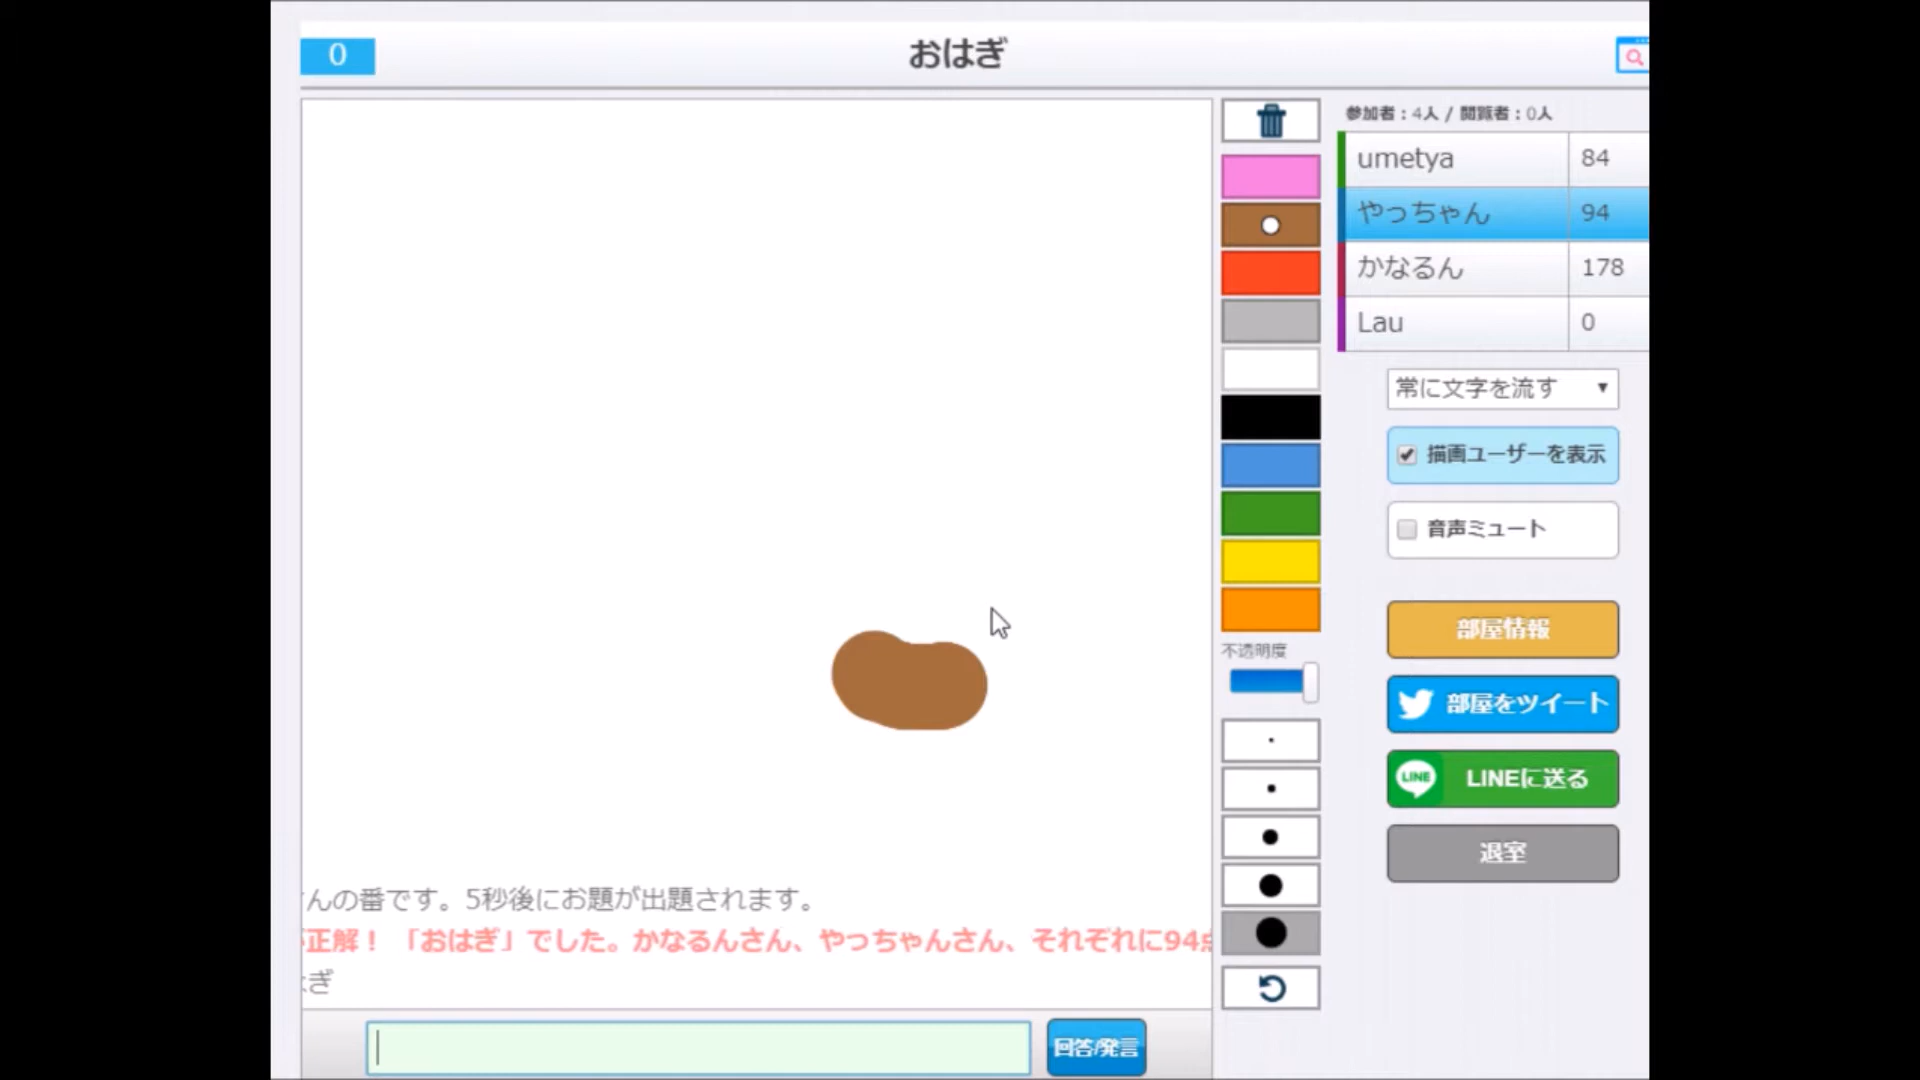 0
おはぎ
参加者：4人 / 閲覧者：0人
umetya 84
やっちゃん 94
かなるん 178
Lau 0
常に文字を流す
描画ユーザーを表示
音声ミュート
不透明度
部屋情報
部屋をツイート
LINE LINEに送る
退室
んの番です。5秒後にお題が出題されます。
正解！「おはぎ」でした。かなるんさん、やっちゃんさん、それぞれに94
ぎ
回答/発言